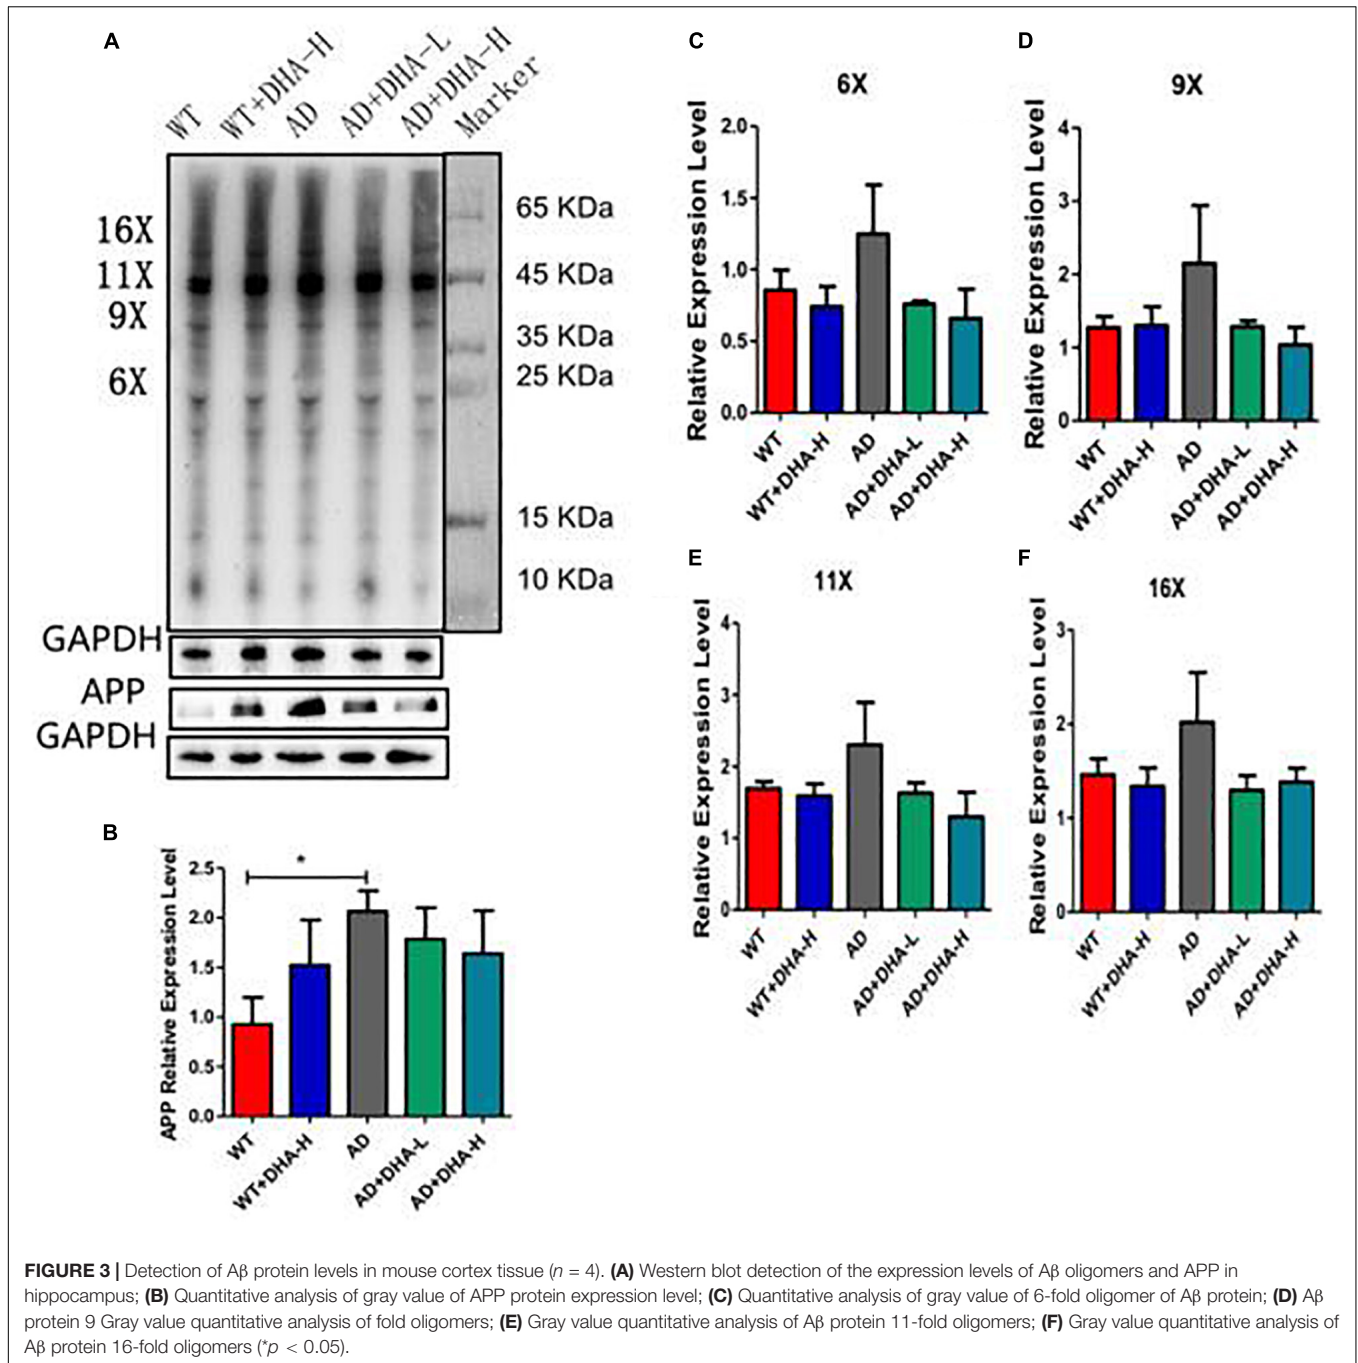 A
WT
WT+DHA-H
AD
AD+DHA-L
AD+DHA-H
Marker
16X
11X
9X
6X
65 KDa
45 KDa
35 KDa
25 KDa
15 KDa
10 KDa
GAPDH
APP
GAPDH
B
APP Relative Expression Level
2.5
2.0
1.5
1.0
0.5
0.0
*
WT
WT+DHA-H
AD
AD+DHA-L
AD+DHA-H
C
6X
Relative Expression Level
2.0
1.5
1.0
0.5
0.0
WT
WT+DHA-H
AD
AD+DHA-L
AD+DHA-H
D
9X
Relative Expression Level
4
3
2
1
0
WT
WT+DHA-H
AD
AD+DHA-L
AD+DHA-H
E
11X
Relative Expression Level
4
3
2
1
0
WT
WT+DHA-H
AD
AD+DHA-L
AD+DHA-H
F
16X
Relative Expression Level
3
2
1
0
WT
WT+DHA-H
AD
AD+DHA-L
AD+DHA-H
FIGURE 3 | Detection of Aβ protein levels in mouse cortex tissue (n = 4). (A) Western blot detection of the expression levels of Aβ oligomers and APP in
hippocampus; (B) Quantitative analysis of gray value of APP protein expression level; (C) Quantitative analysis of gray value of 6-fold oligomer of Aβ protein; (D) Aβ
protein 9 Gray value quantitative analysis of fold oligomers; (E) Gray value quantitative analysis of Aβ protein 11-fold oligomers; (F) Gray value quantitative analysis of
Aβ protein 16-fold oligomers (*p < 0.05).